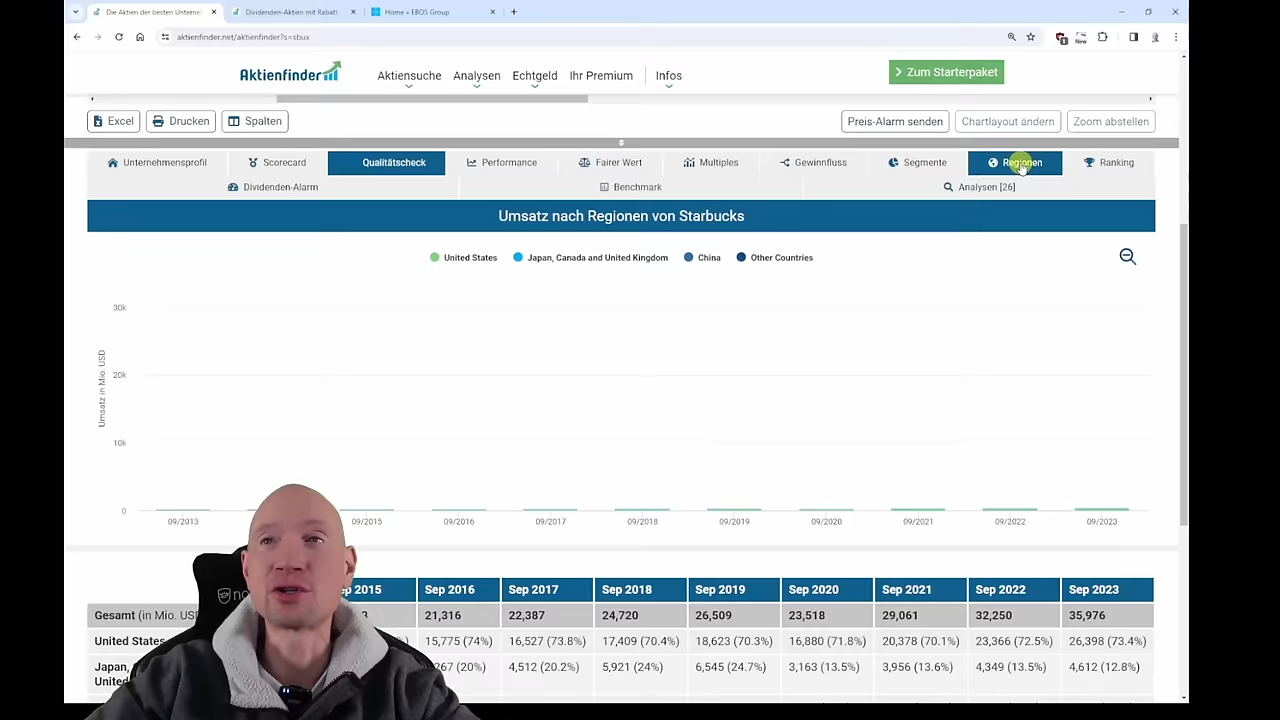 Die Aktien der besten Unterne
Dividenden-Aktien mit Rabatt
Home » EBOS Group
aktienfinder.net/aktienfinder?s=sbux
New
Aktienfinder
Aktiensuche Analysen Echtgeld Ihr Premium Infos
Zum Starterpaket
Excel Drucken Spalten Preis-Alarm senden Chartlayout ändern Zoom abstellen
Unternehmensprofil Scorecard Qualitätscheck Performance Fairer Wert Multiples Gewinnfluss Segmente Regionen Ranking
Dividenden-Alarm Benchmark Analysen [26]
Umsatz nach Regionen von Starbucks
United States Japan, Canada and United Kingdom China Other Countries
Umsatz in Mio. USD
30k
20k
10k
0
09/2013 09/2015 09/2016 09/2017 09/2018 09/2019 09/2020 09/2021 09/2022 09/2023
2015 Sep 2016 Sep 2017 Sep 2018 Sep 2019 Sep 2020 Sep 2021 Sep 2022 Sep 2023
Gesamt (in Mio. US 21,316 22,387 24,720 26,509 23,518 29,061 32,250 35,976
United States 15,775 (74%) 16,527 (73.8%) 17,409 (70.4%) 18,623 (70.3%) 16,880 (71.8%) 20,378 (70.1%) 23,366 (72.5%) 26,398 (73.4%)
Japan, 267 (20%) 4,512 (20.2%) 5,921 (24%) 6,545 (24.7%) 3,163 (13.5%) 3,956 (13.6%) 4,349 (13.5%) 4,612 (12.8%)
United